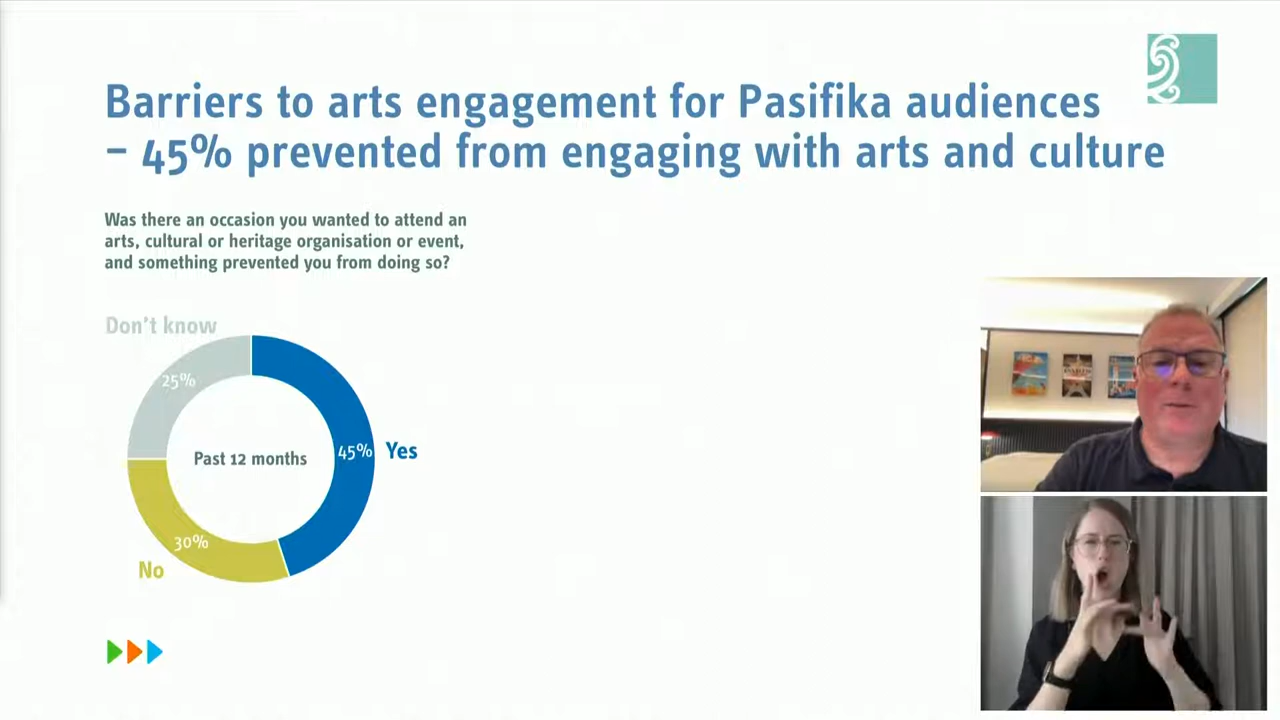 Barriers to arts engagement for Pasifika audiences
– 45% prevented from engaging with arts and culture
Was there an occasion you wanted to attend an
arts, cultural or heritage organisation or event,
and something prevented you from doing so?
Don't know
25%
45%
Yes
Past 12 months
30%
No
PARIS